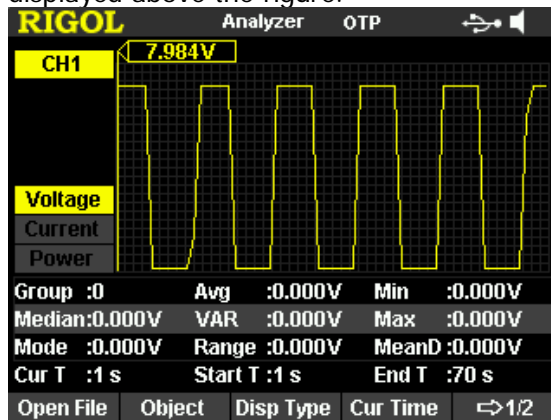 displayed above the figure.
RIGOL Analyzer OTP
CH1 7.984V
Voltage
Current
Power
Group :0 Avg :0.000V Min :0.000V
Median:0.000V VAR :0.000V Max :0.000V
Mode :0.000V Range :0.000V MeanD:0.000V
Cur T :1 s Start T :1 s End T :70 s
Open File Object Disp Type Cur Time ⇨1/2